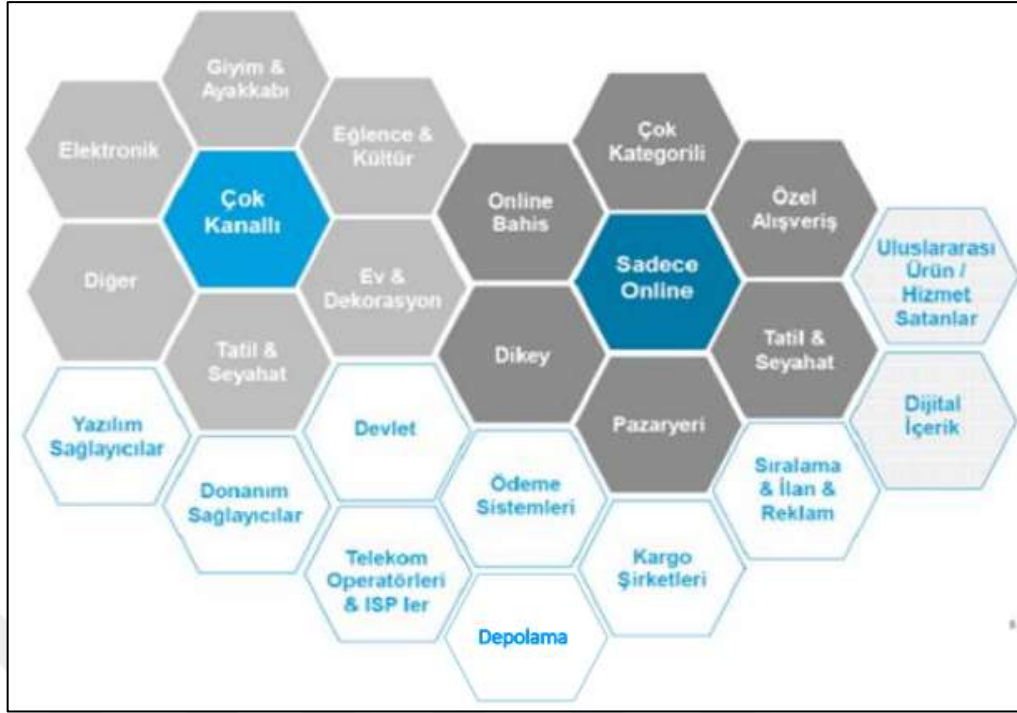 Giyim &
Ayakkabı
Elektronik
Eğlence &
Kültür
Çok
Kanallı
Diğer
Ev &
Dekorasyon
Tatil &
Seyahat
Çok
Kategorili
Online
Bahis
Özel
Alışveriş
Sadece
Online
Dikey
Tatil &
Seyahat
Pazaryeri
Uluslararası
Ürün /
Hizmet
Satanlar
Dijital
İçerik
Yazılım
Sağlayıcılar
Devlet
Donanım
Sağlayıcılar
Ödeme
Sistemleri
Sıralama
& İlan &
Reklam
Telekom
Operatörleri
& ISP ler
Kargo
Şirketleri
Depolama